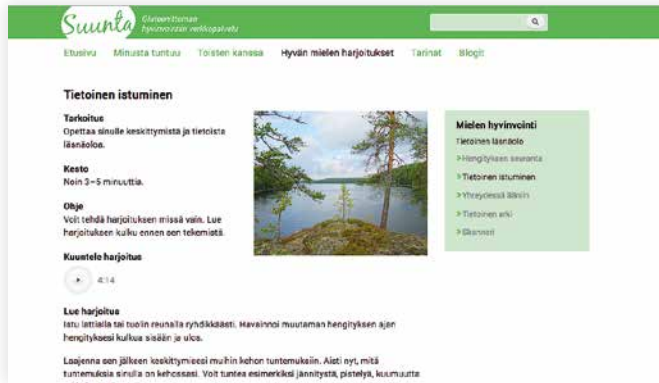 Suunta
hyvinvoinnin verkkopalvelu
Etusivu Minusta tuntuu Toisten kanssa Hyvän mielen harjoitukset Tarinat Blogit
Tietoinen istuminen
Tarkoitus
Opettaa sinulle keskittymistä ja tietoista
läsnäoloa.
Kesto
Noin 3–5 minuuttia.
Ohje
Voit tehdä harjoituksen missä vain. Lue
harjoituksen kulku ennen sen tekemistä.
Kuuntele harjoitus
4:14
Lue harjoitus
Istu lattialla tai tuolin reunalla ryhdikkäästi. Havainnoi muutaman hengityksen ajan
hengityksesi kulkua sisään ja ulos.
Laajenna sen jälkeen keskittymisesi muihin kehon tuntemuksiin. Aisti nyt, mitä
tuntemuksia sinulla on kehossasi. Voit tuntea esimerkiksi jännitystä, pistelyä, kuumuutta
Mielen hyvinvointi
Tietoinen läsnäolo
> Hengityksen seuranta
> Tietoinen istuminen
> Yhteydessä ääniin
> Tietoinen arki
> Skanneri